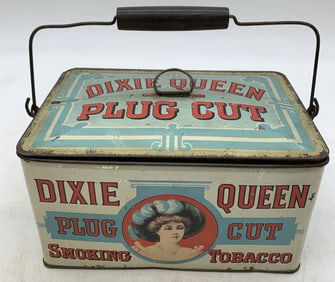 DIXIE QUEEN
PLUG CUT
DIXIE QUEEN
PLUG CUT
SMOKING TOBACCO